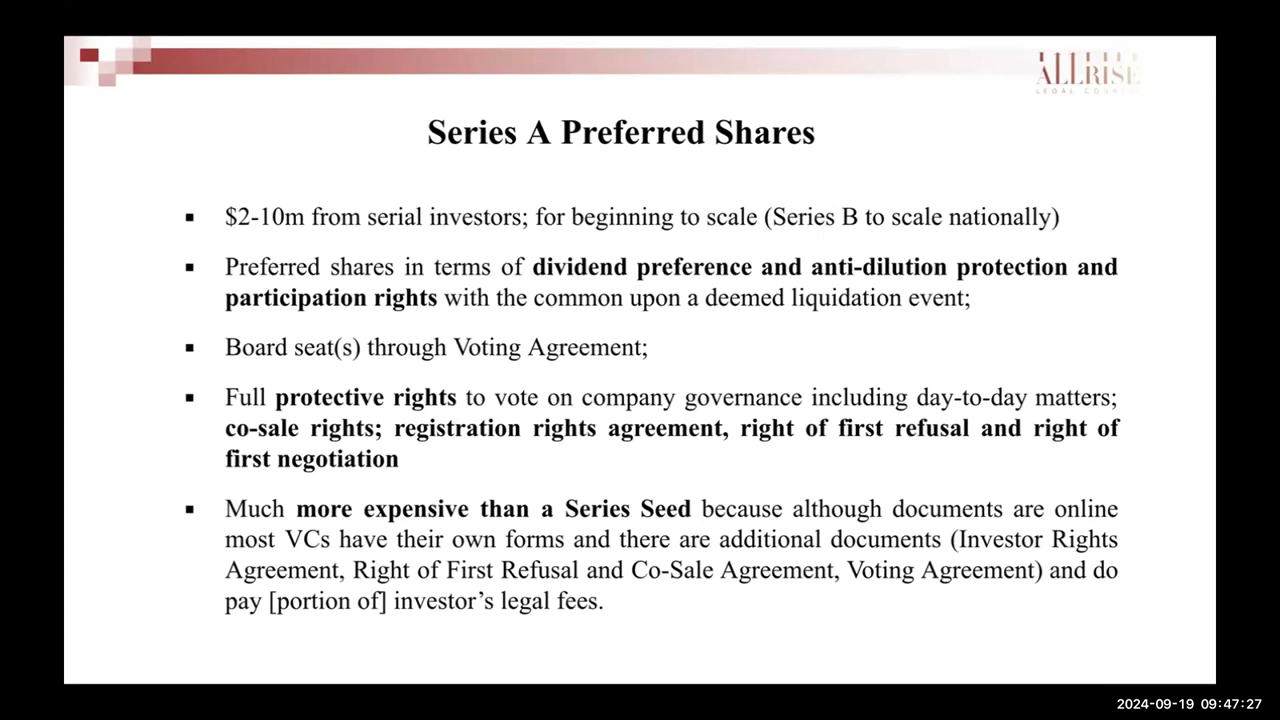 ALLRISE
LEGAL COUNSEL
Series A Preferred Shares
▪ $2-10m from serial investors; for beginning to scale (Series B to scale nationally)
▪ Preferred shares in terms of dividend preference and anti-dilution protection and
participation rights with the common upon a deemed liquidation event;
▪ Board seat(s) through Voting Agreement;
▪ Full protective rights to vote on company governance including day-to-day matters;
co-sale rights; registration rights agreement, right of first refusal and right of
first negotiation
▪ Much more expensive than a Series Seed because although documents are online
most VCs have their own forms and there are additional documents (Investor Rights
Agreement, Right of First Refusal and Co-Sale Agreement, Voting Agreement) and do
pay [portion of] investor’s legal fees.
2024-09-19 09:47:27